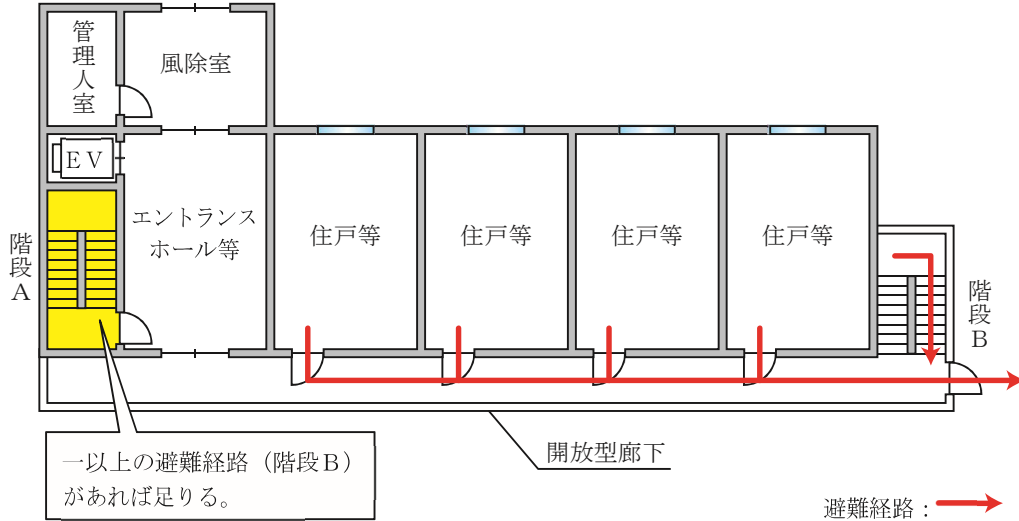 管理人室
風除室
EV
エントランス
ホール等
住戸等
住戸等
住戸等
住戸等
階段A
階段B
一以上の避難経路（階段B）
があれば足りる。
開放型廊下
避難経路：